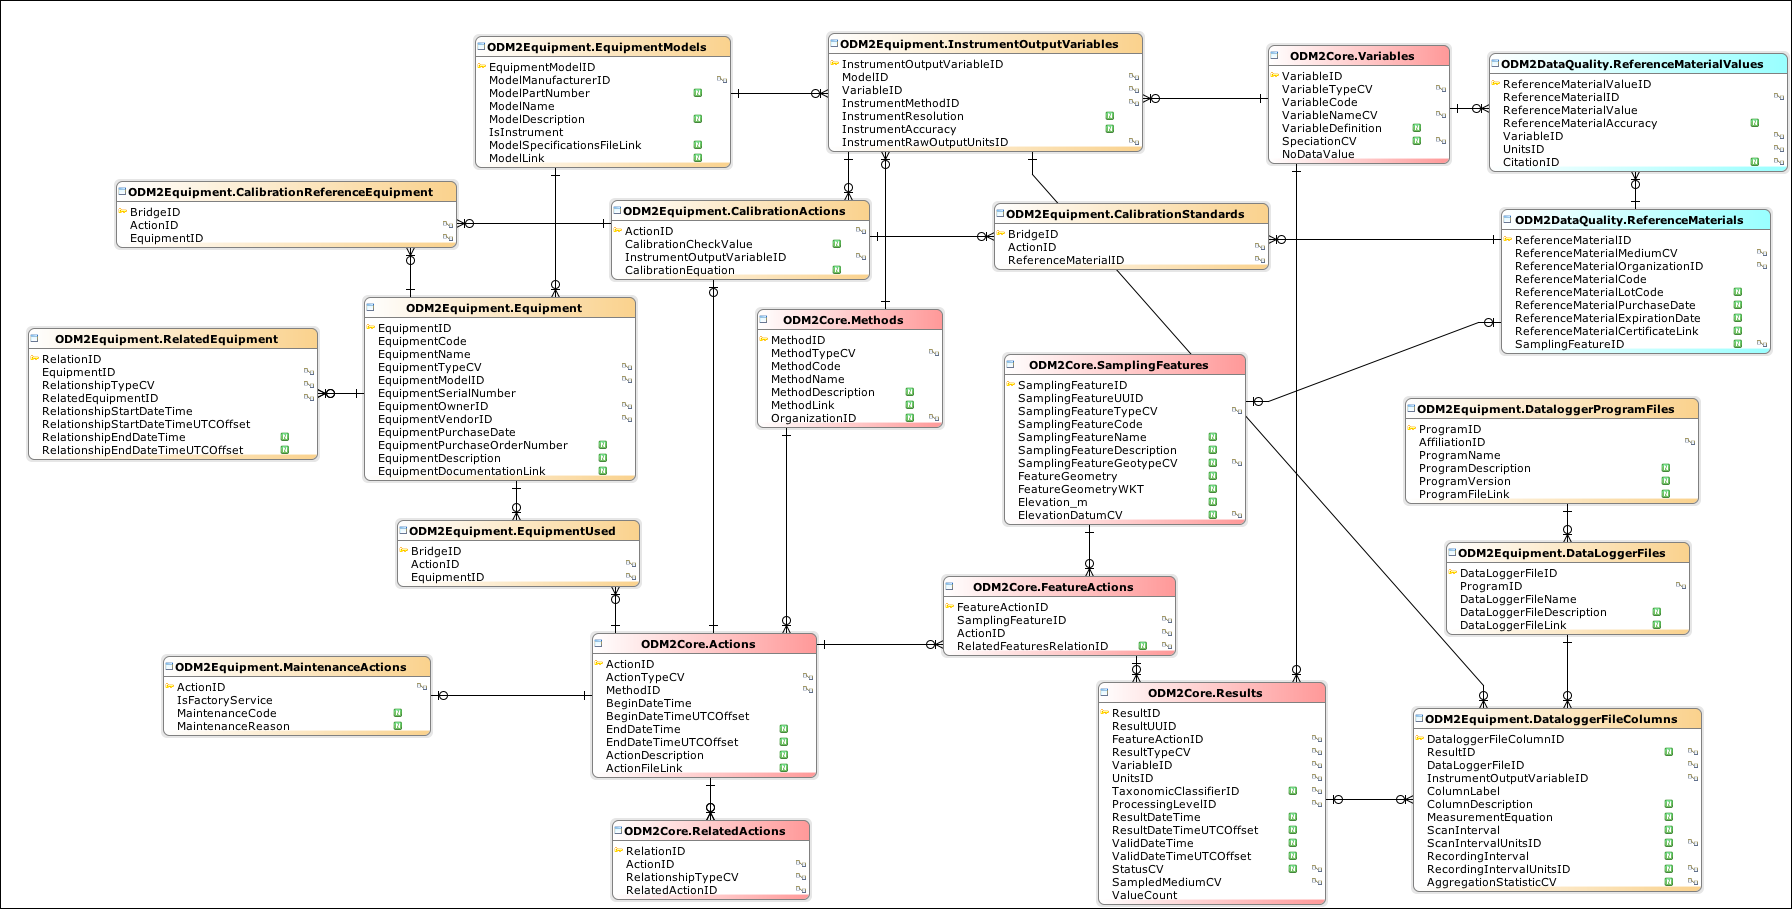 ODM2Equipment.EquipmentModels
EquipmentModelID
ModelManufacturerID
ModelPartNumber
ModelName
ModelDescription
IsInstrument
ModelSpecificationsFileLink
ModelLink
ODM2Equipment.InstrumentOutputVariables
InstrumentOutputVariableID
ModelID
VariableID
InstrumentMethodID
InstrumentResolution
InstrumentAccuracy
InstrumentRawOutputUnitsID
ODM2Core.Variables
VariableID
VariableTypeCV
VariableCode
VariableNameCV
VariableDefinition
SpeciationCV
NoDataValue
ODM2DataQuality.ReferenceMaterialValues
ReferenceMaterialValueID
ReferenceMaterialID
ReferenceMaterialValue
ReferenceMaterialAccuracy
VariableID
UnitsID
CitationID
ODM2Equipment.CalibrationReferenceEquipment
BridgeID
ActionID
EquipmentID
ODM2Equipment.CalibrationActions
ActionID
CalibrationCheckValue
InstrumentOutputVariableID
CalibrationEquation
ODM2Equipment.CalibrationStandards
BridgeID
ActionID
ReferenceMaterialID
ODM2DataQuality.ReferenceMaterials
ReferenceMaterialID
ReferenceMaterialMediumCV
ReferenceMaterialOrganizationID
ReferenceMaterialCode
ReferenceMaterialLotCode
ReferenceMaterialPurchaseDate
ReferenceMaterialExpirationDate
ReferenceMaterialCertificateLink
SamplingFeatureID
ODM2Equipment.RelatedEquipment
RelationID
EquipmentID
RelationshipTypeCV
RelatedEquipmentID
RelationshipStartDateTime
RelationshipStartDateTimeUTCOffset
RelationshipEndDateTime
RelationshipEndDateTimeUTCOffset
ODM2Equipment.Equipment
EquipmentID
EquipmentCode
EquipmentName
EquipmentTypeCV
EquipmentModelID
EquipmentSerialNumber
EquipmentOwnerID
EquipmentVendorID
EquipmentPurchaseDate
EquipmentPurchaseOrderNumber
EquipmentDescription
EquipmentDocumentationLink
ODM2Core.Methods
MethodID
MethodTypeCV
MethodCode
MethodName
MethodDescription
MethodLink
OrganizationID
ODM2Core.SamplingFeatures
SamplingFeatureID
SamplingFeatureUUID
SamplingFeatureTypeCV
SamplingFeatureCode
SamplingFeatureName
SamplingFeatureDescription
SamplingFeatureGeotypeCV
FeatureGeometry
FeatureGeometryWKT
Elevation_m
ElevationDatumCV
ODM2Equipment.DataloggerProgramFiles
ProgramID
AffiliationID
ProgramName
ProgramDescription
ProgramVersion
ProgramFileLink
ODM2Equipment.EquipmentUsed
BridgeID
ActionID
EquipmentID
ODM2Equipment.DataLoggerFiles
DataLoggerFileID
ProgramID
DataLoggerFileName
DataLoggerFileDescription
DataLoggerFileLink
ODM2Core.FeatureActions
FeatureActionID
SamplingFeatureID
ActionID
RelatedFeaturesRelationID
ODM2Equipment.MaintenanceActions
ActionID
IsFactoryService
MaintenanceCode
MaintenanceReason
ODM2Core.Actions
ActionID
ActionTypeCV
MethodID
BeginDateTime
BeginDateTimeUTCOffset
EndDateTime
EndDateTimeUTCOffset
ActionDescription
ActionFileLink
ODM2Core.Results
ResultID
ResultUUID
FeatureActionID
ResultTypeCV
VariableID
UnitsID
TaxonomicClassifierID
ProcessingLevelID
ResultDateTime
ResultDateTimeUTCOffset
ValidDateTime
ValidDateTimeUTCOffset
StatusCV
SampledMediumCV
ValueCount
ODM2Equipment.DataloggerFileColumns
DataloggerFileColumnID
ResultID
DataLoggerFileID
InstrumentOutputVariableID
ColumnLabel
ColumnDescription
MeasurementEquation
ScanInterval
ScanIntervalUnitsID
RecordingInterval
RecordingIntervalUnitsID
AggregationStatisticCV
ODM2Core.RelatedActions
RelationID
ActionID
RelationshipTypeCV
RelatedActionID